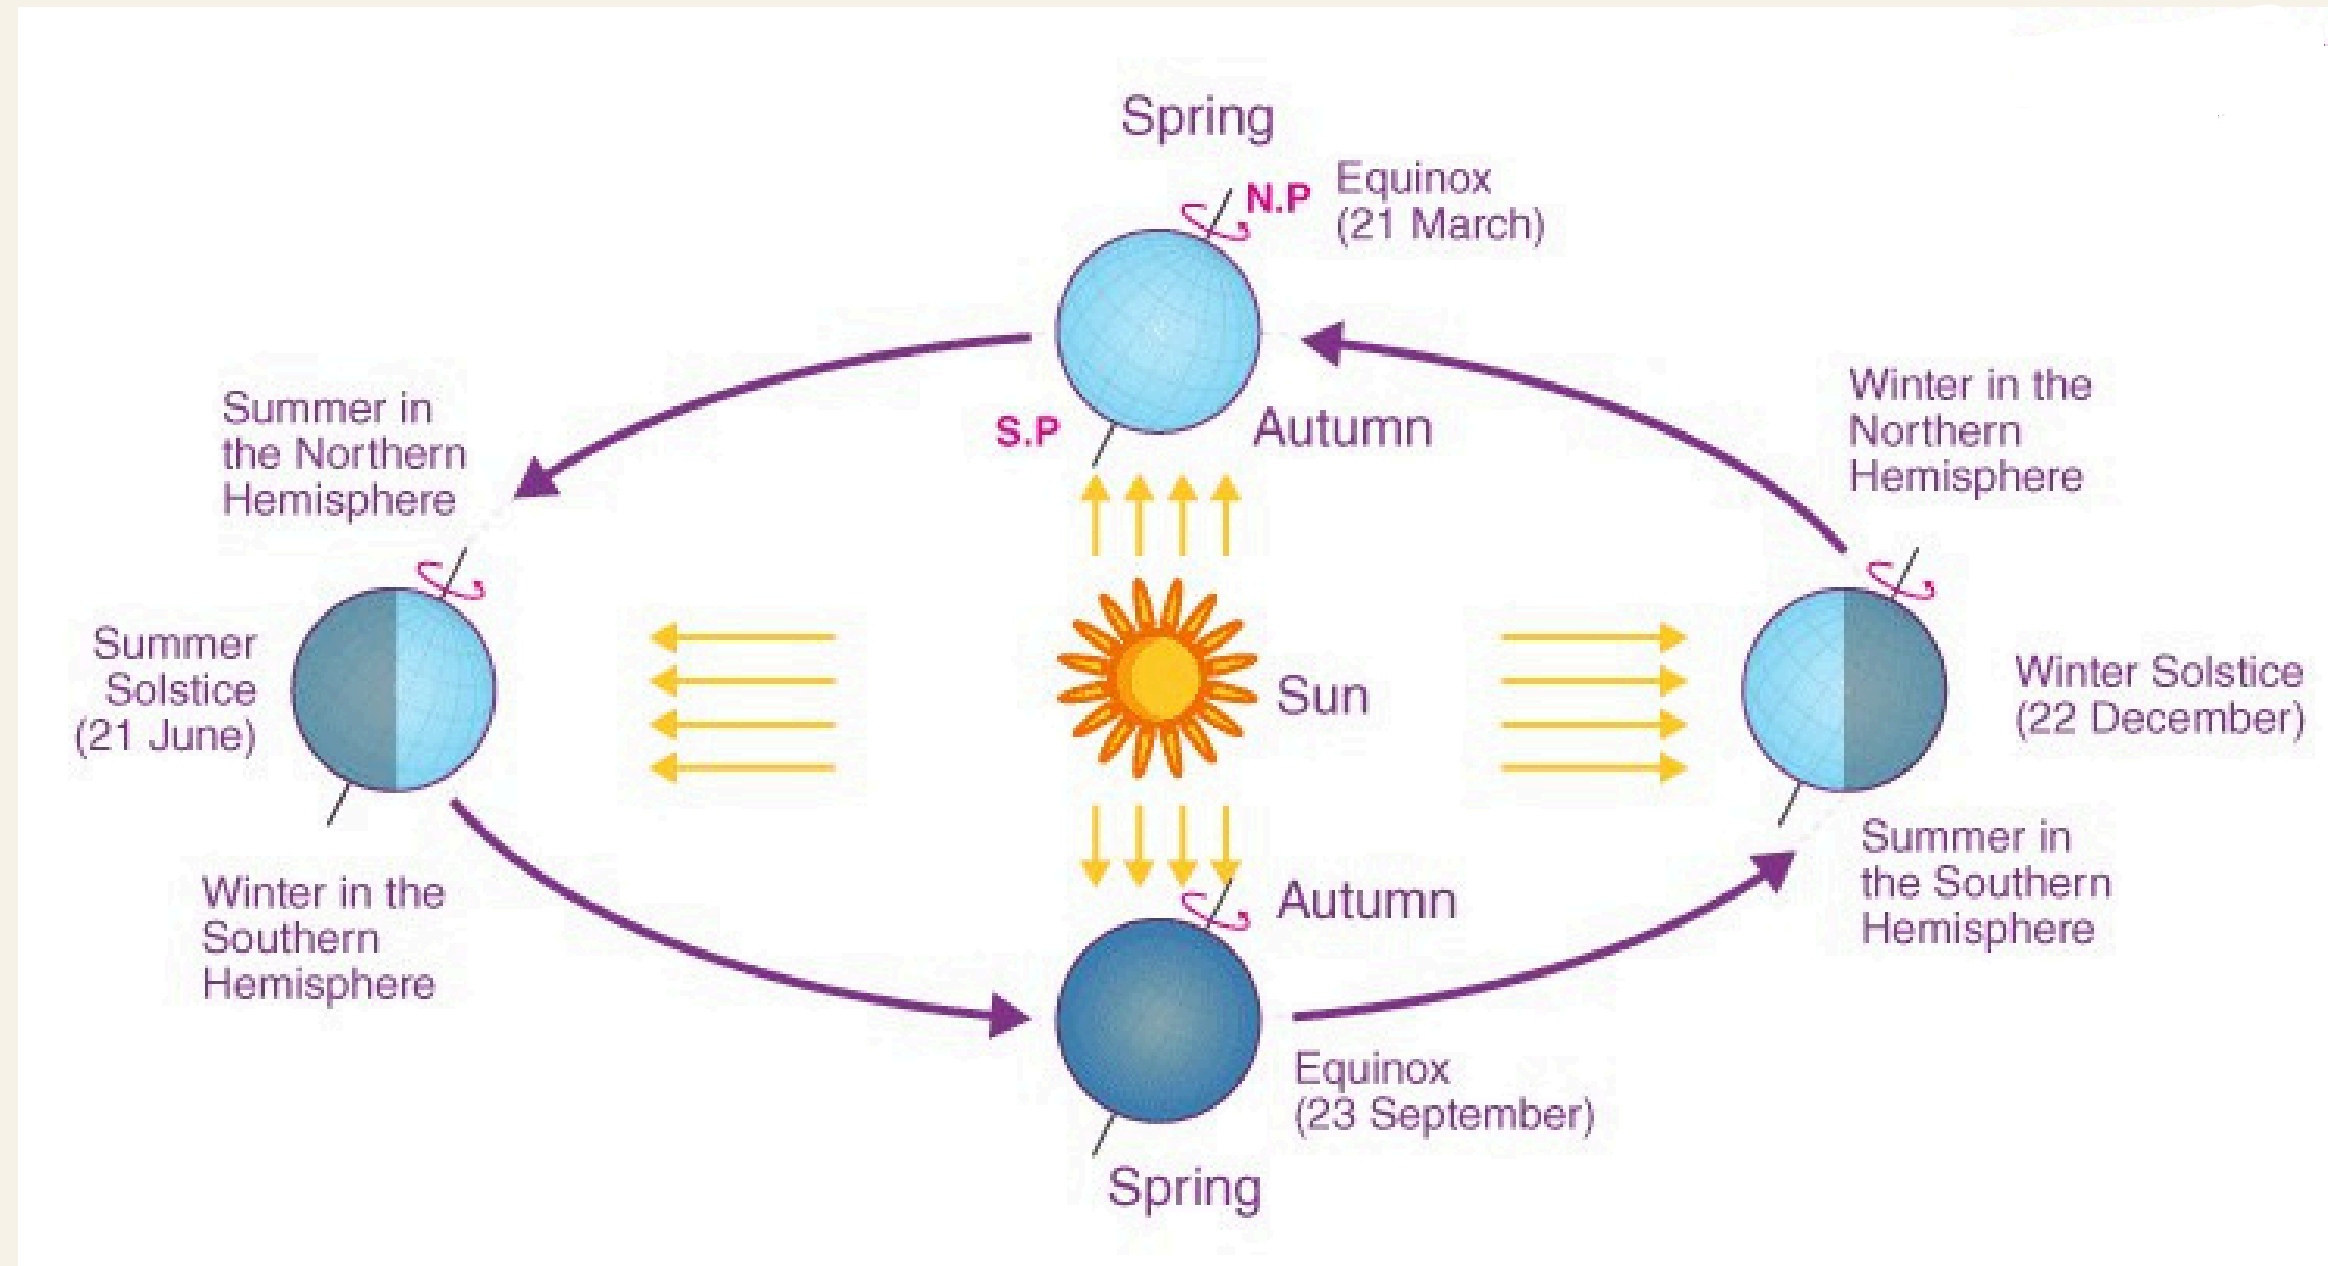 Spring
N.P
Equinox
(21 March)
S.P
Autumn
Summer in
the Northern
Hemisphere
Winter in the
Northern
Hemisphere
Summer
Solstice
(21 June)
Sun
Winter Solstice
(22 December)
Winter in the
Southern
Hemisphere
Autumn
Summer in
the Southern
Hemisphere
Equinox
(23 September)
Spring